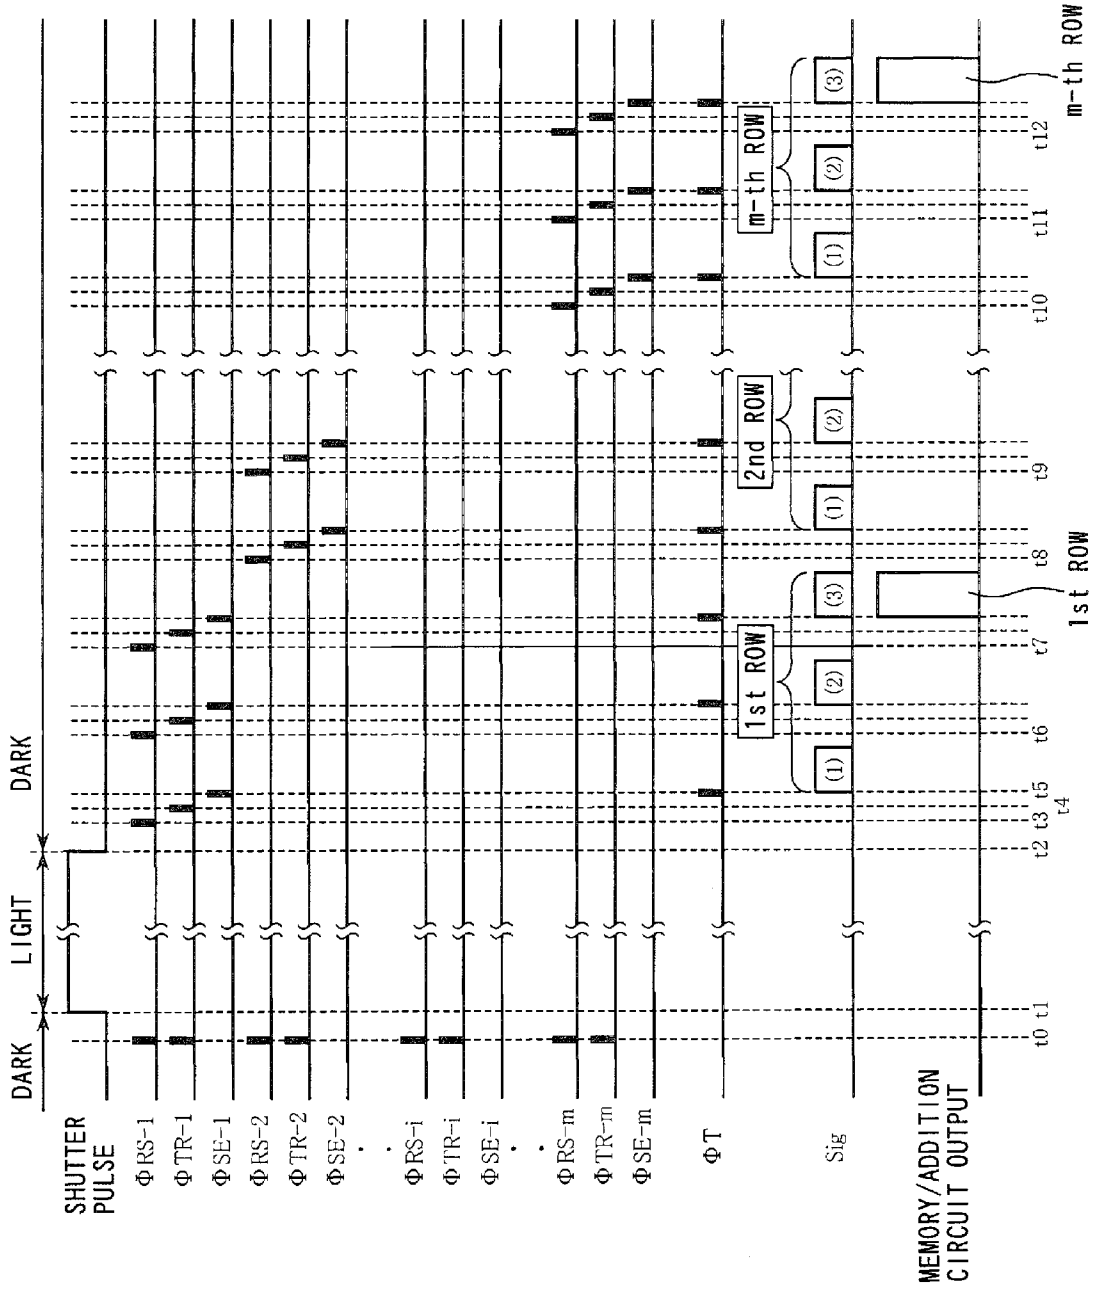 DARK LIGHT DARK
SHUTTER
PULSE
ΦRS-1
ΦTR-1
ΦSE-1
ΦRS-2
ΦTR-2
ΦSE-2
ΦRS-i
ΦTR-i
ΦSE-i
ΦRS-m
ΦTR-m
ΦSE-m
ΦT
1st ROW 2nd ROW m-th ROW
Sig (1) (2) (3) (1) (2) (1) (2) (3)
MEMORY/ADDITION
CIRCUIT OUTPUT
t0 t1 t2 t3 t5 t6 t7 t8 t9 t10 t11 t12
t4
1st ROW m-th ROW